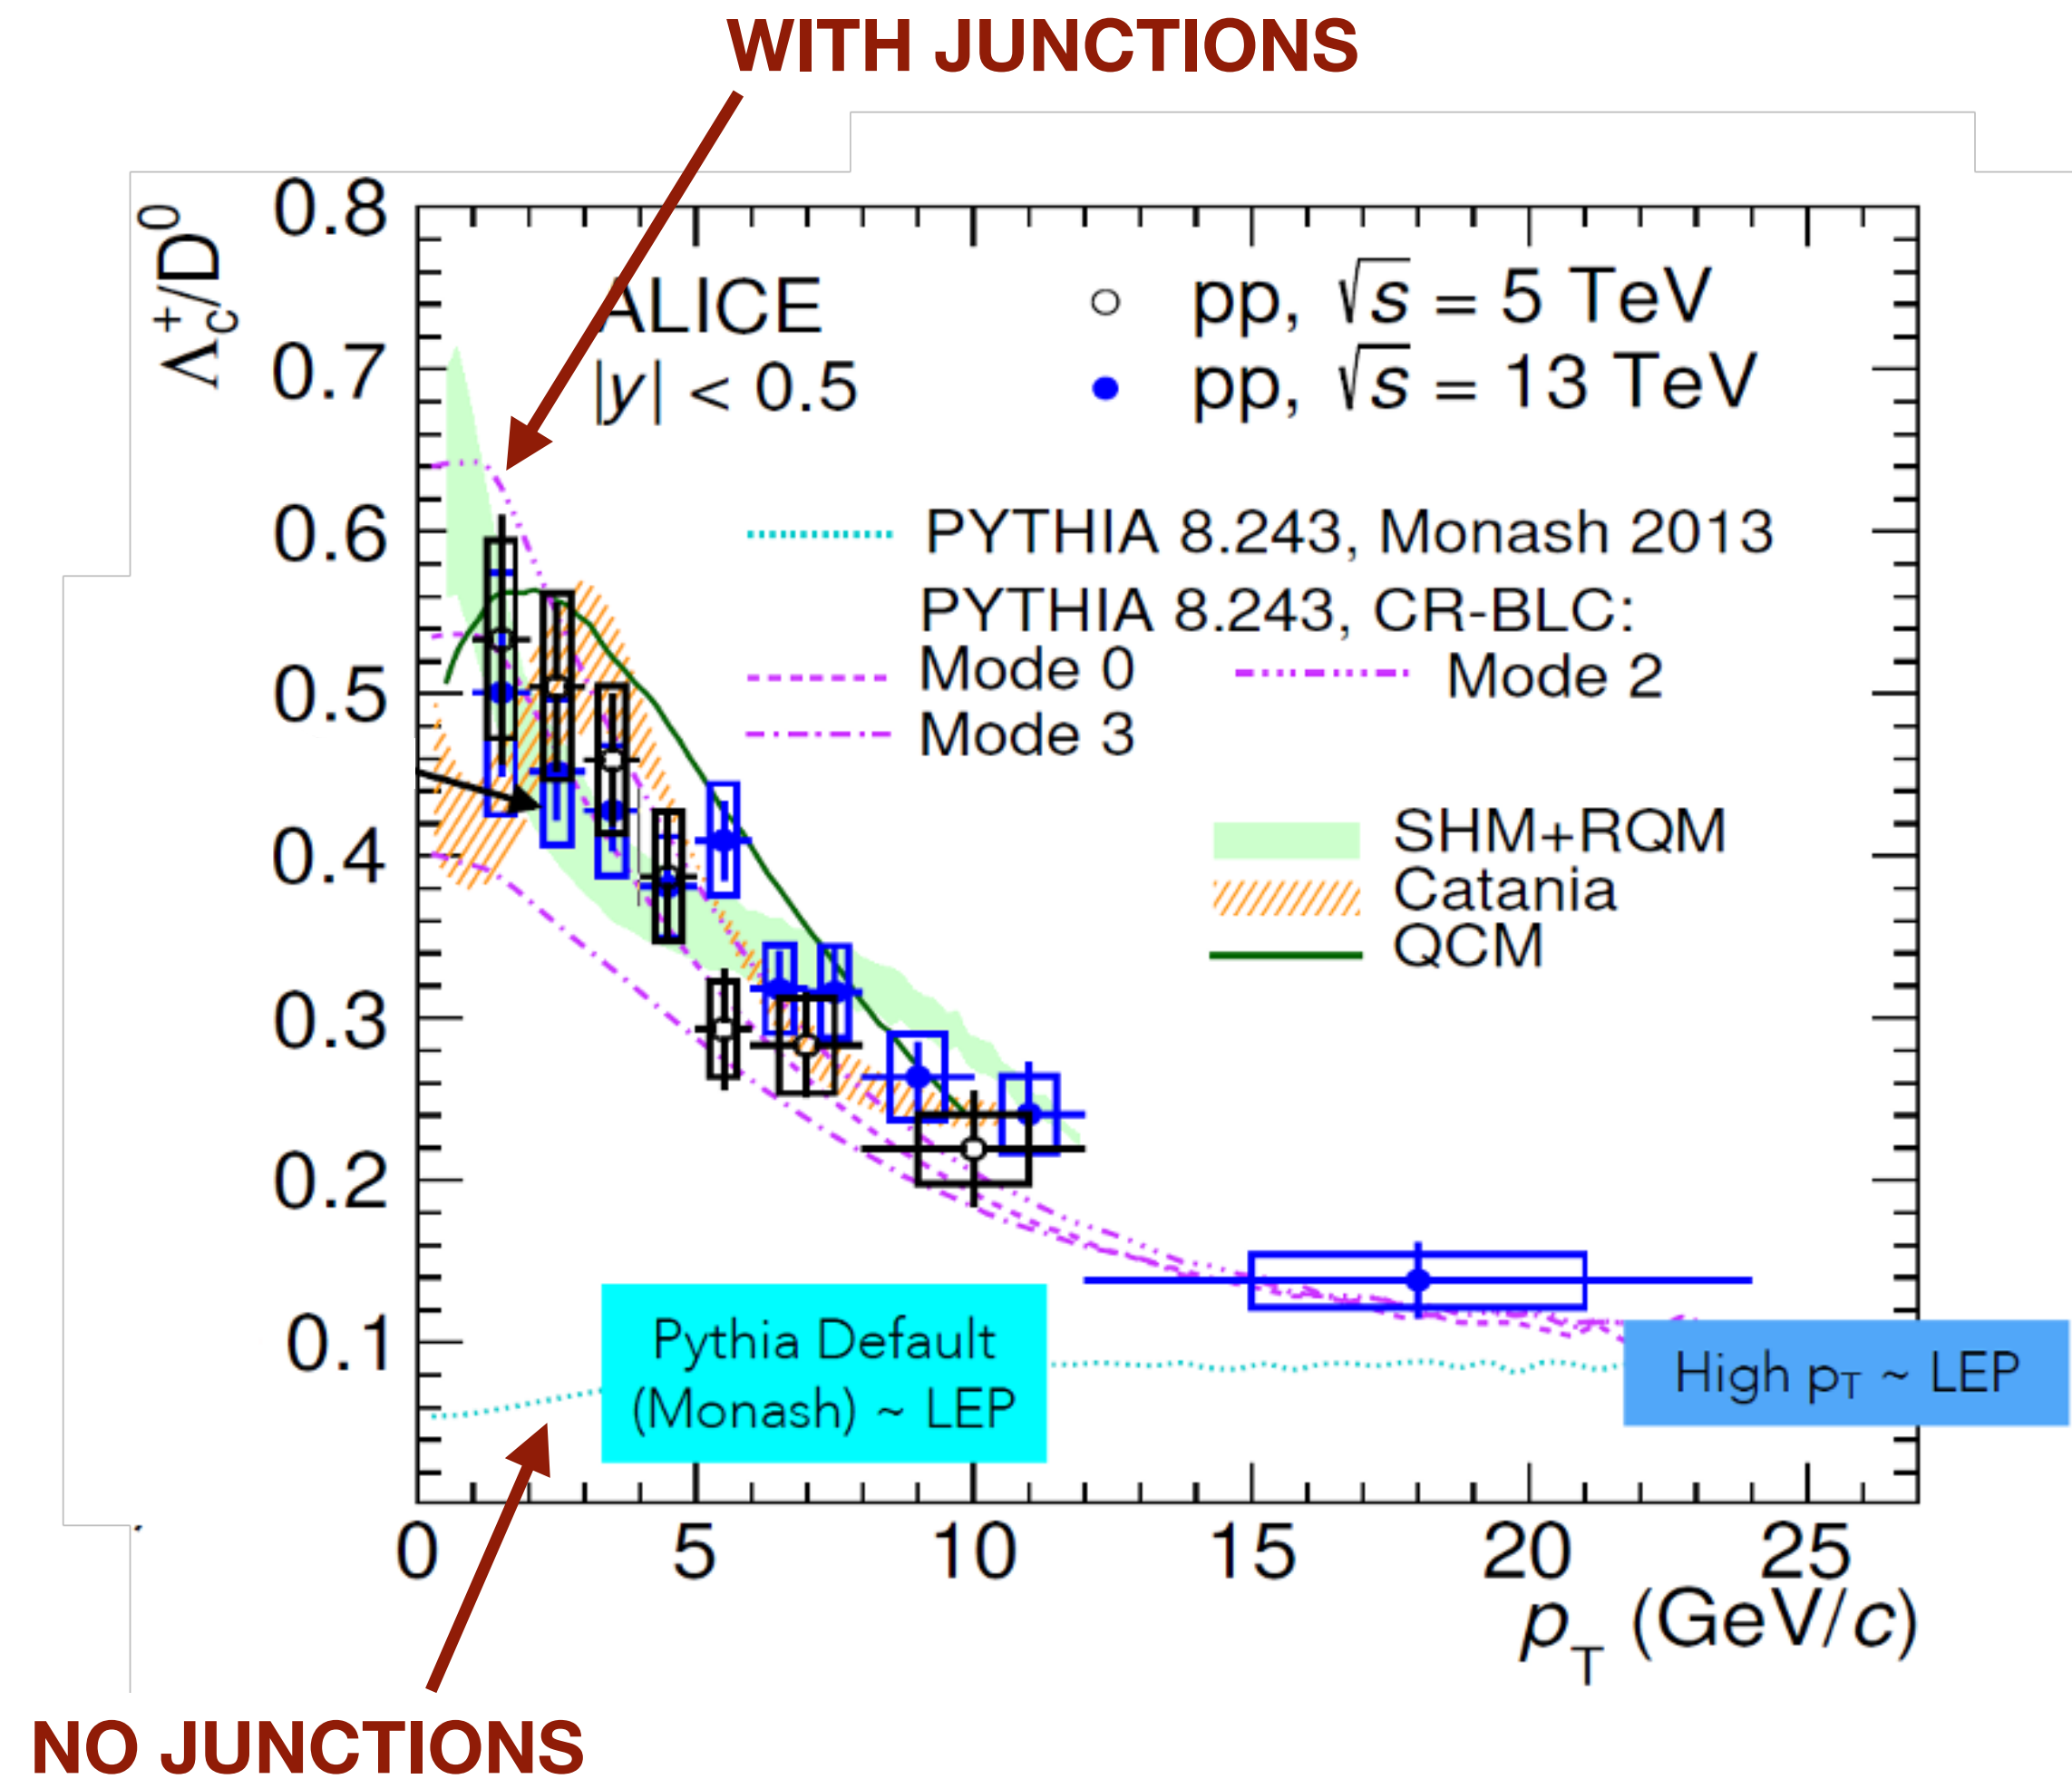 WITH JUNCTIONS
Λc+/D0
0.8
0.7
0.6
0.5
0.4
0.3
0.2
0.1
ALICE
|y| < 0.5
pp, √s = 5 TeV
pp, √s = 13 TeV
PYTHIA 8.243, Monash 2013
PYTHIA 8.243, CR-BLC:
Mode 0
Mode 2
Mode 3
SHM+RQM
Catania
QCM
Pythia Default
(Monash) ~ LEP
High pT ~ LEP
0 5 10 15 20 25
pT (GeV/c)
NO JUNCTIONS